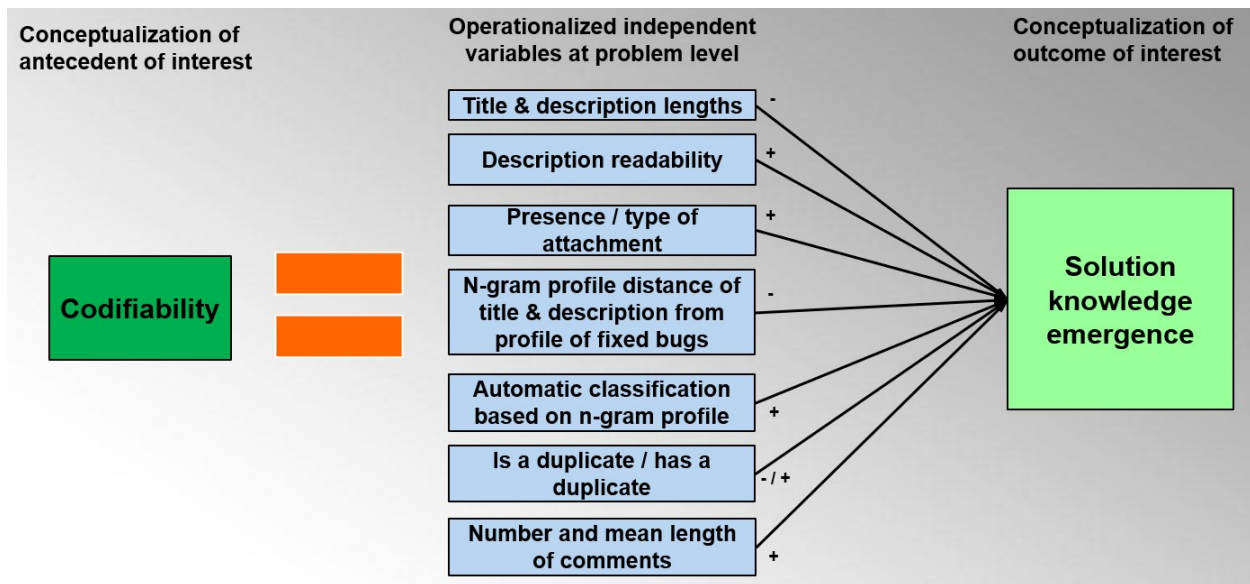 Conceptualization of
antecedent of interest
Operationalized independent
variables at problem level
Conceptualization of
outcome of interest
Title & description lengths
-
Description readability
+
Presence / type of
attachment
+
N-gram profile distance of
title & description from
profile of fixed bugs
-
Automatic classification
based on n-gram profile
+
Is a duplicate / has a
duplicate
- / +
Number and mean length
of comments
+
Codifiability
Solution
knowledge
emergence